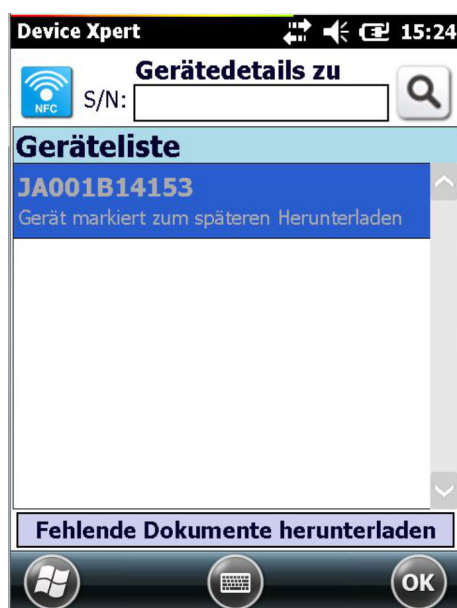 Device Xpert 15:24
Gerätedetails zu
NFC S/N:
Geräteliste
JA001B14153
Gerät markiert zum späteren Herunterladen
Fehlende Dokumente herunterladen
OK